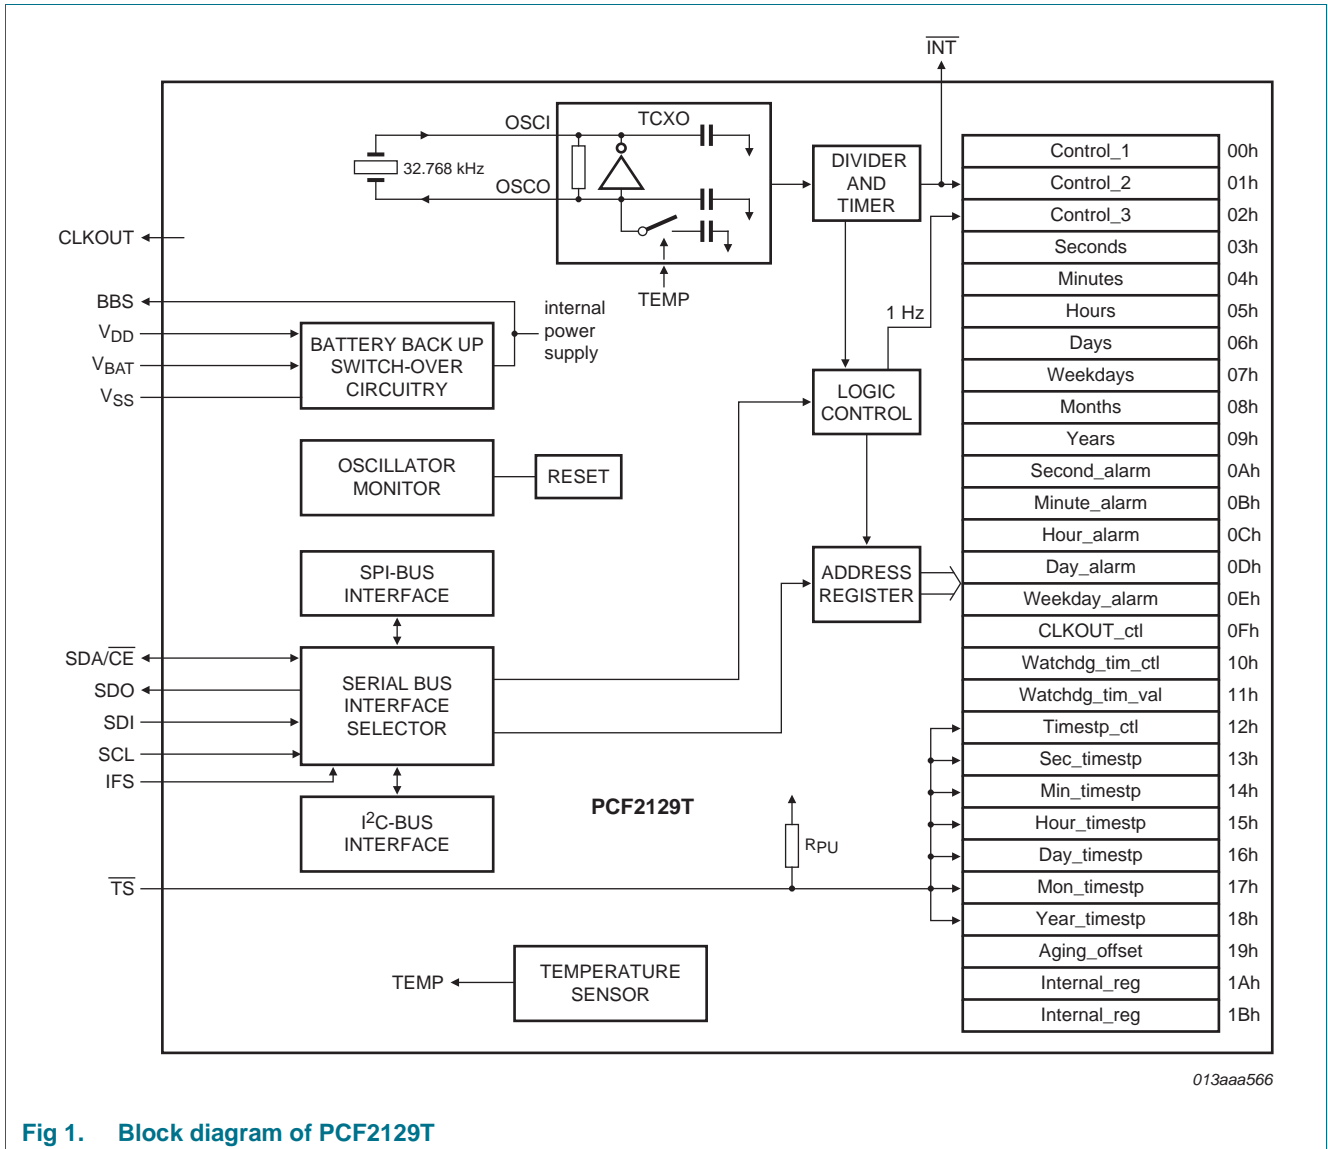 INT
OSCI
TCXO
32.768 kHz
OSCO
TEMP
DIVIDER
AND
TIMER
CLKOUT
BBS
VDD
VBAT
VSS
BATTERY BACK UP
SWITCH-OVER
CIRCUITRY
internal
power
supply
1 Hz
LOGIC
CONTROL
OSCILLATOR
MONITOR
RESET
SPI-BUS
INTERFACE
ADDRESS
REGISTER
SDA/CE
SDO
SDI
SCL
IFS
SERIAL BUS
INTERFACE
SELECTOR
I2C-BUS
INTERFACE
PCF2129T
RPU
TS
TEMP
TEMPERATURE
SENSOR
Control_1 00h
Control_2 01h
Control_3 02h
Seconds 03h
Minutes 04h
Hours 05h
Days 06h
Weekdays 07h
Months 08h
Years 09h
Second_alarm 0Ah
Minute_alarm 0Bh
Hour_alarm 0Ch
Day_alarm 0Dh
Weekday_alarm 0Eh
CLKOUT_ctl 0Fh
Watchdg_tim_ctl 10h
Watchdg_tim_val 11h
Timestp_ctl 12h
Sec_timestp 13h
Min_timestp 14h
Hour_timestp 15h
Day_timestp 16h
Mon_timestp 17h
Year_timestp 18h
Aging_offset 19h
Internal_reg 1Ah
Internal_reg 1Bh
013aaa566
Fig 1. Block diagram of PCF2129T